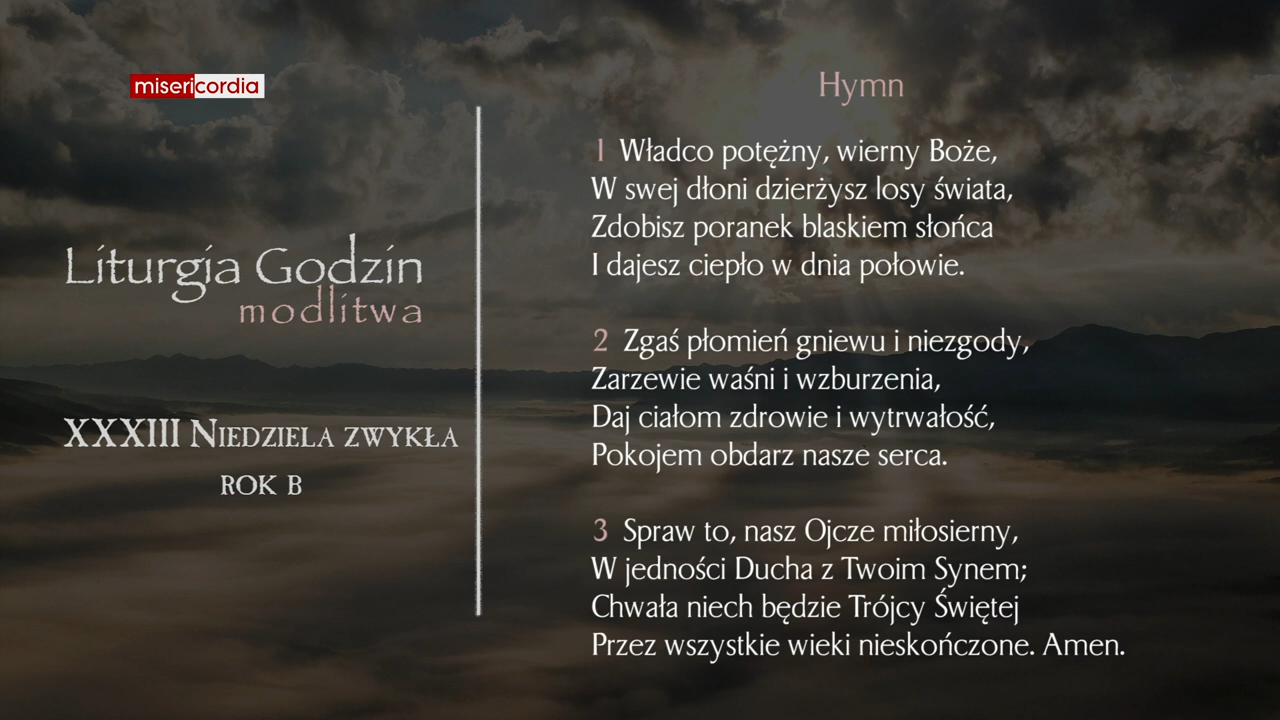 misericordia
Liturgia Godzin
modlitwa
XXXIII Niedziela zwykła
rok B
Hymn
1 Władco potężny, wierny Boże,
W swej dłoni dzierżysz losy świata,
Zdobisz poranek blaskiem słońca
I dajesz ciepło w dnia połowie.
2 Zgaś płomień gniewu i niezgody,
Zarzewie waśni i wzburzenia,
Daj ciałom zdrowie i wytrwałość,
Pokojem obdarz nasze serca.
3 Spraw to, nasz Ojcze miłosierny,
W jedności Ducha z Twoim Synem;
Chwała niech będzie Trójcy Świętej
Przez wszystkie wieki nieskończone. Amen.